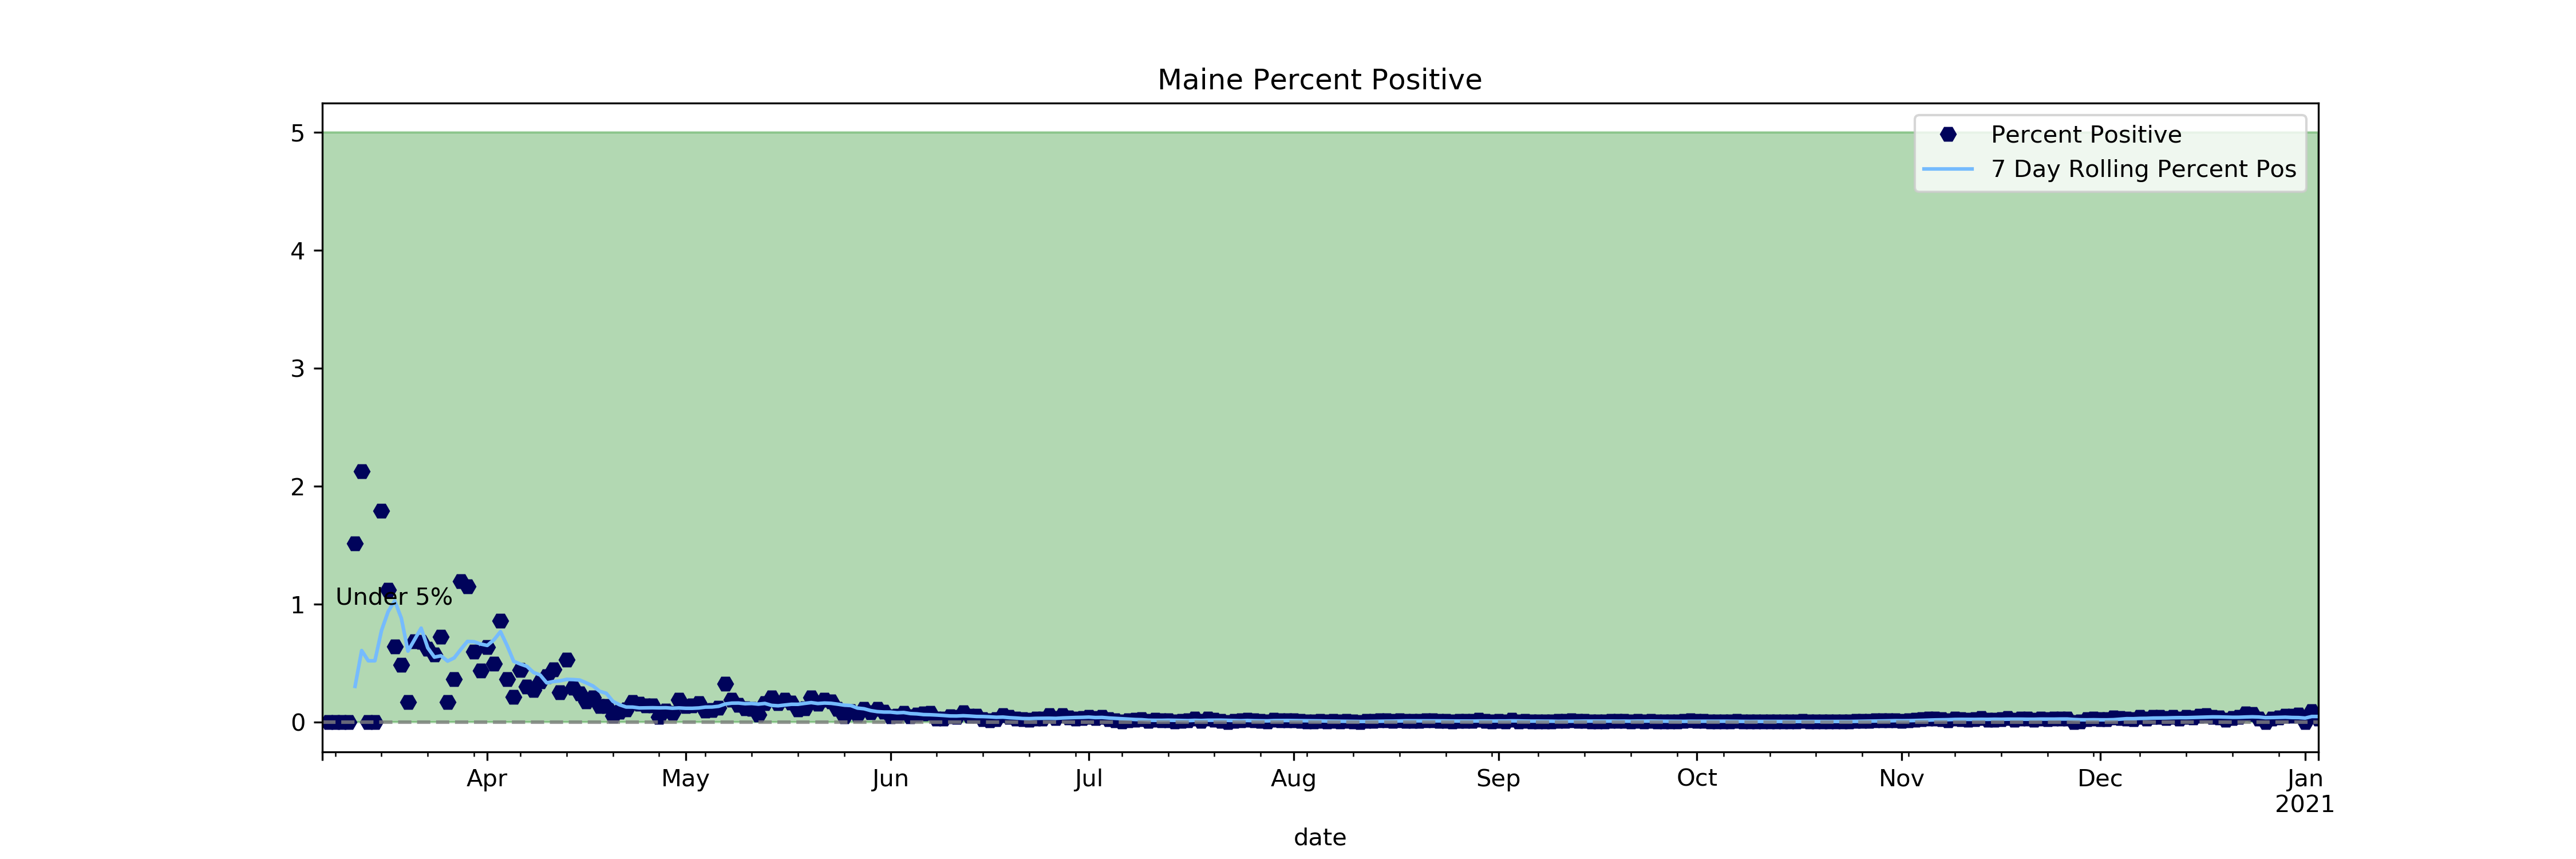 Maine Percent Positive
5
4
3
2
1
0
Percent Positive
7 Day Rolling Percent Pos
Under 5%
Apr May Jun Jul Aug Sep Oct Nov Dec Jan
2021
date